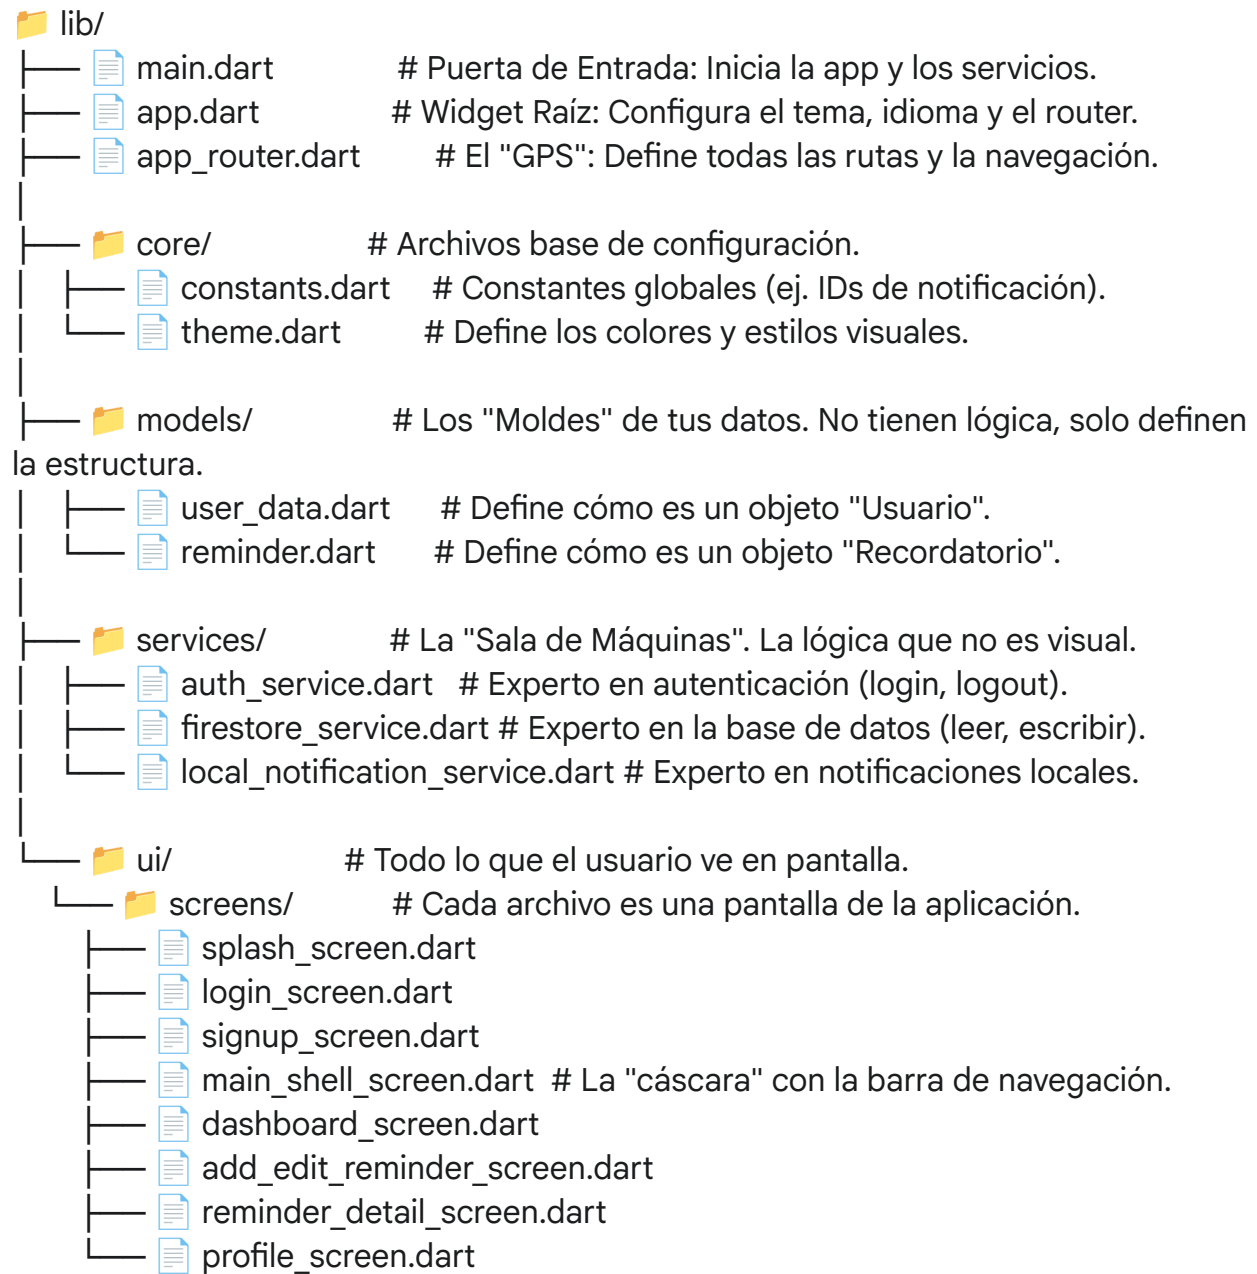 📁 lib/
├── 📄 main.dart # Puerta de Entrada: Inicia la app y los servicios.
├── 📄 app.dart # Widget Raíz: Configura el tema, idioma y el router.
├── 📄 app_router.dart # El "GPS": Define todas las rutas y la navegación.
│
├── 📁 core/ # Archivos base de configuración.
│ ├── 📄 constants.dart # Constantes globales (ej. IDs de notificación).
│ └── 📄 theme.dart # Define los colores y estilos visuales.
│
├── 📁 models/ # Los "Moldes" de tus datos. No tienen lógica, solo definen
la estructura.
│ ├── 📄 user_data.dart # Define cómo es un objeto "Usuario".
│ └── 📄 reminder.dart # Define cómo es un objeto "Recordatorio".
│
├── 📁 services/ # La "Sala de Máquinas". La lógica que no es visual.
│ ├── 📄 auth_service.dart # Experto en autenticación (login, logout).
│ ├── 📄 firestore_service.dart # Experto en la base de datos (leer, escribir).
│ └── 📄 local_notification_service.dart # Experto en notificaciones locales.
│
└── 📁 ui/ # Todo lo que el usuario ve en pantalla.
└── 📁 screens/ # Cada archivo es una pantalla de la aplicación.
├── 📄 splash_screen.dart
├── 📄 login_screen.dart
├── 📄 signup_screen.dart
├── 📄 main_shell_screen.dart # La "cáscara" con la barra de navegación.
├── 📄 dashboard_screen.dart
├── 📄 add_edit_reminder_screen.dart
├── 📄 reminder_detail_screen.dart
└── 📄 profile_screen.dart